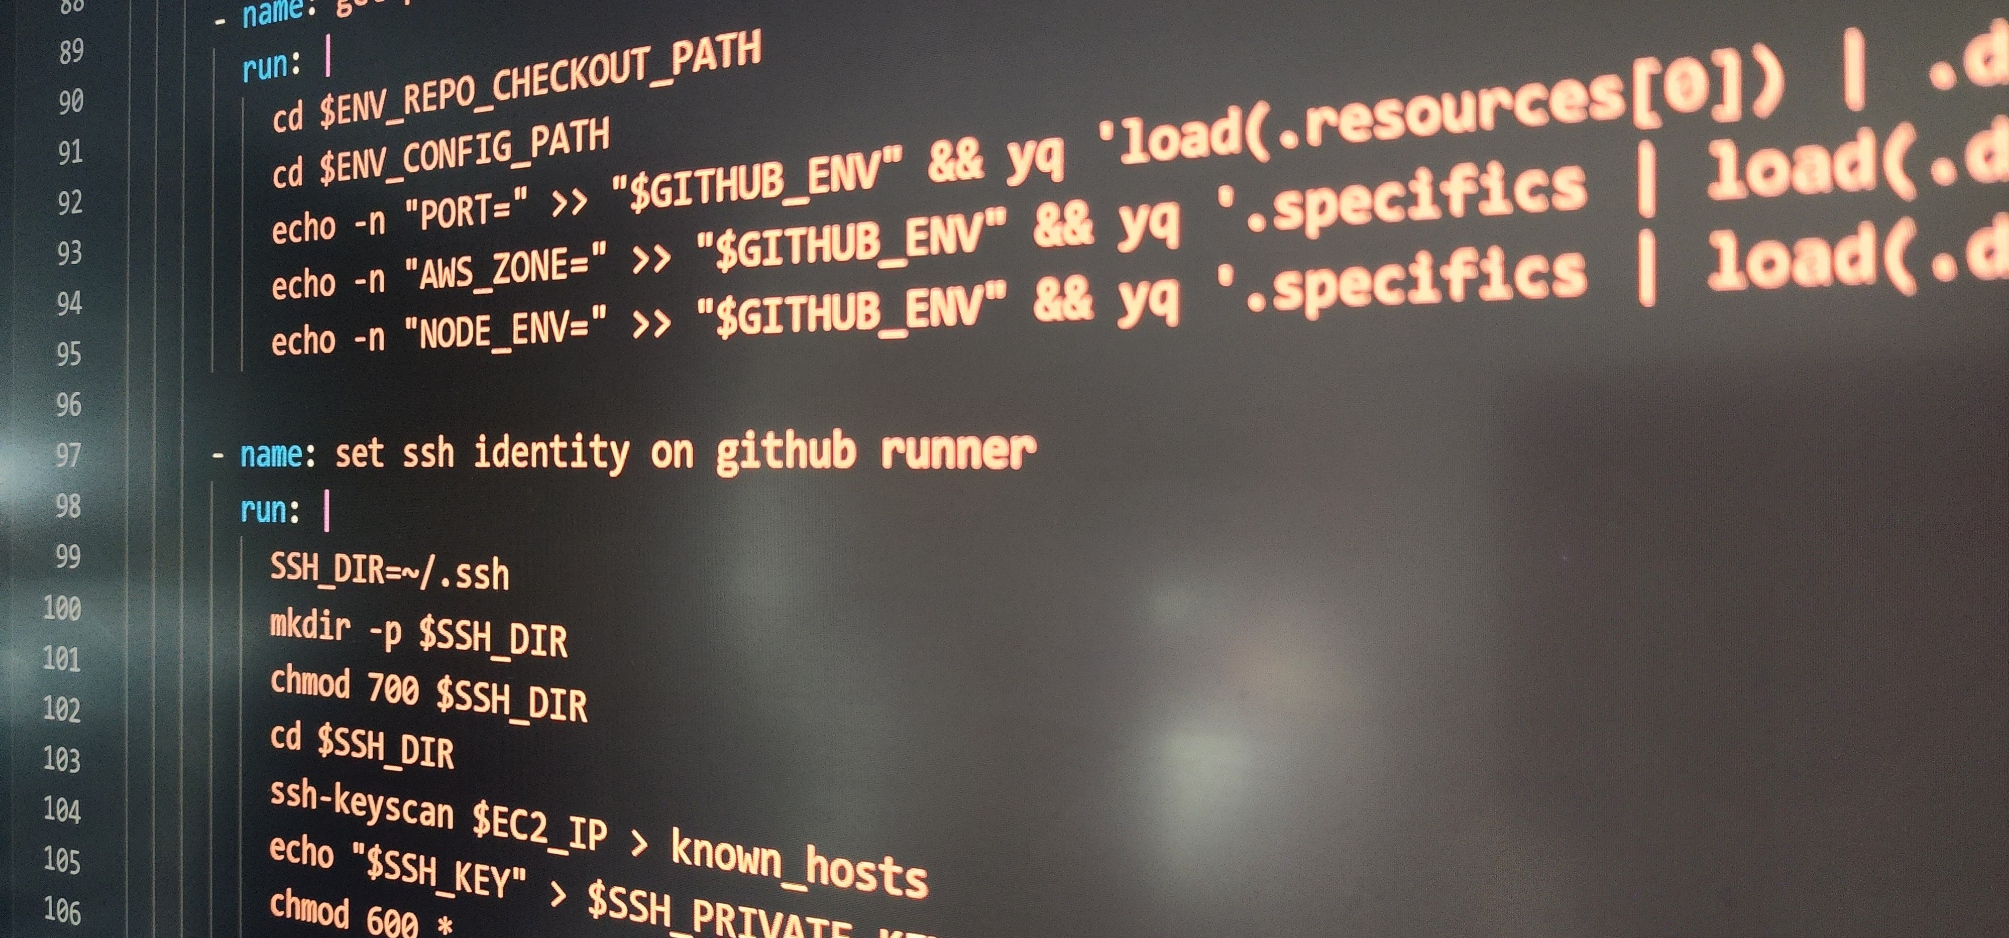 88
- name:
89
run: |
90
cd $ENV_REPO_CHECKOUT_PATH
91
cd $ENV_CONFIG_PATH
92
echo -n "PORT=" >> "$GITHUB_ENV" && yq 'load(.resources[0]) | .d
93
echo -n "AWS_ZONE=" >> "$GITHUB_ENV" && yq '.specifics | load(.d
94
echo -n "NODE_ENV=" >> "$GITHUB_ENV" && yq '.specifics | load(.d
95
96
97
- name: set ssh identity on github runner
98
run: |
99
SSH_DIR=~/.ssh
100
mkdir -p $SSH_DIR
101
chmod 700 $SSH_DIR
102
cd $SSH_DIR
103
ssh-keyscan $EC2_IP > known_hosts
104
echo "$SSH_KEY" > $SSH_PRIVATE_KE
105
chmod 600 *
106